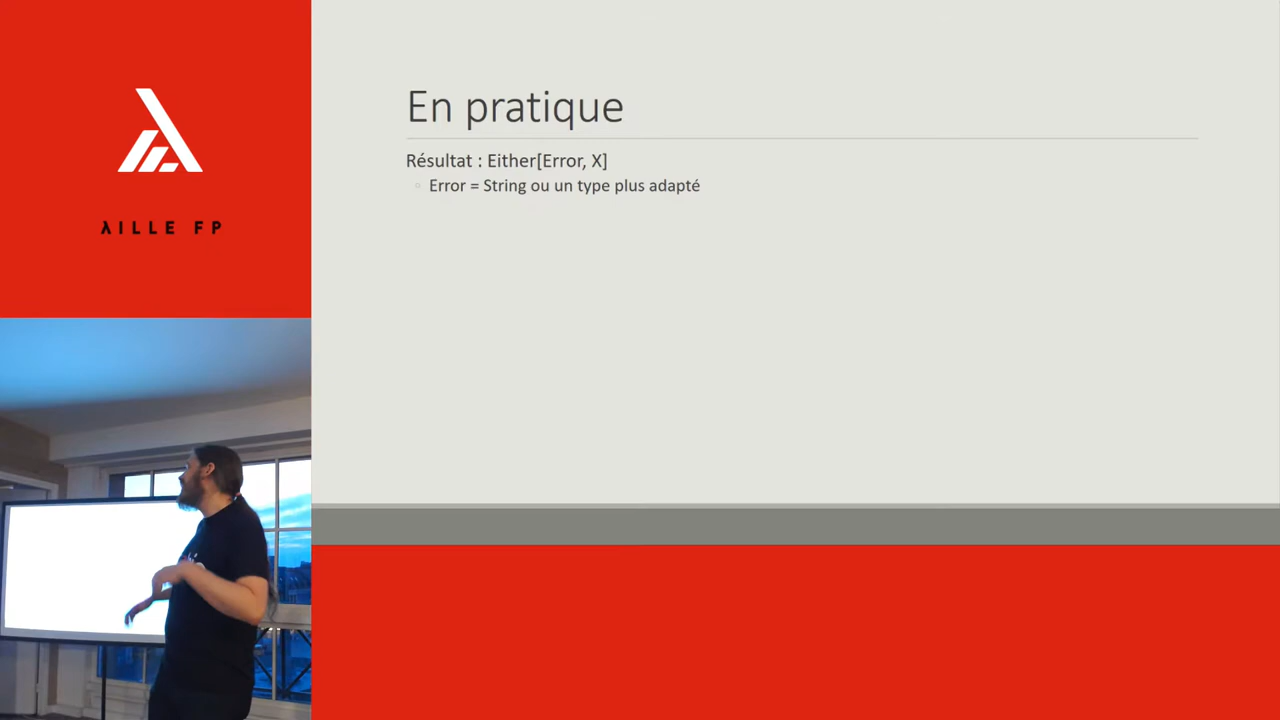 λILLE FP
En pratique
Résultat : Either[Error, X]
Error = String ou un type plus adapté